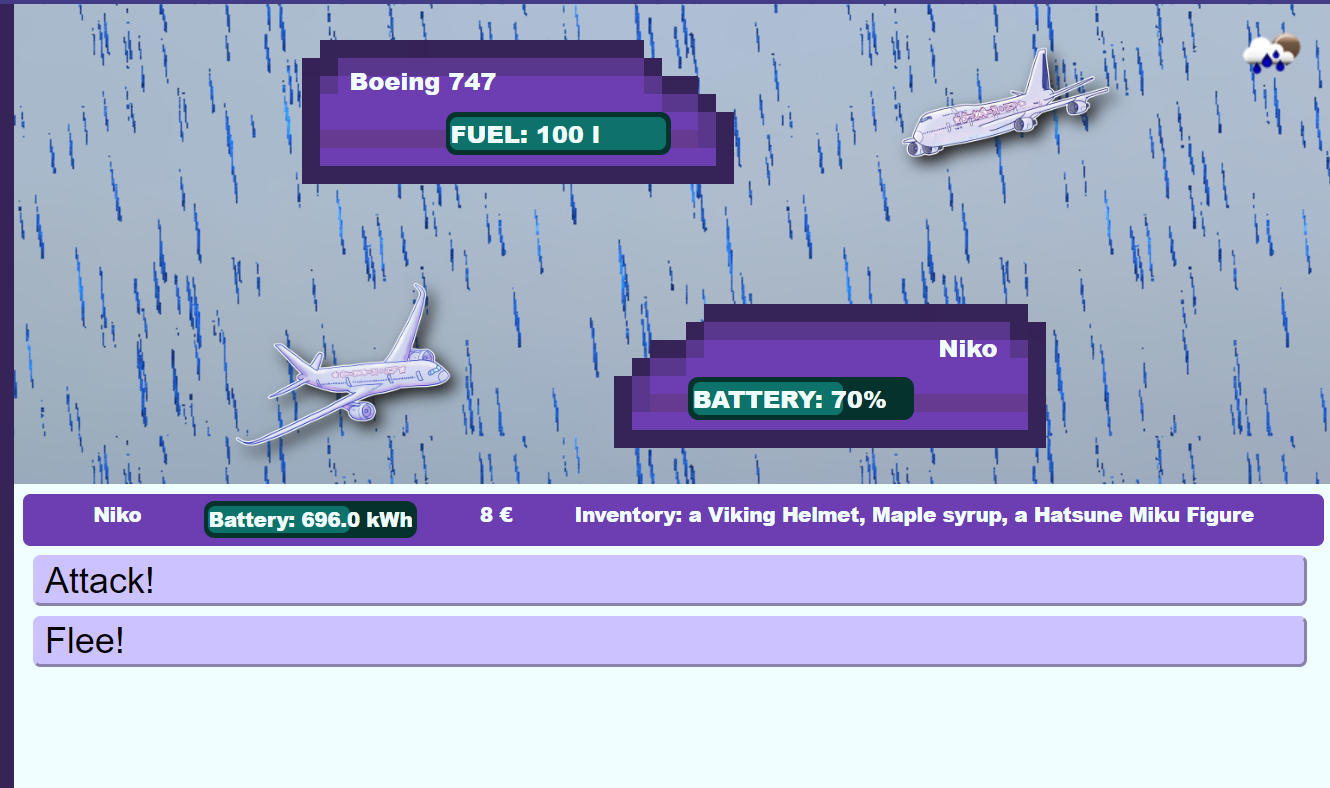 Boeing 747
FUEL: 100 l
Niko
BATTERY: 70%
Niko Battery: 696.0 kWh 8 € Inventory: a Viking Helmet, Maple syrup, a Hatsune Miku Figure
Attack!
Flee!